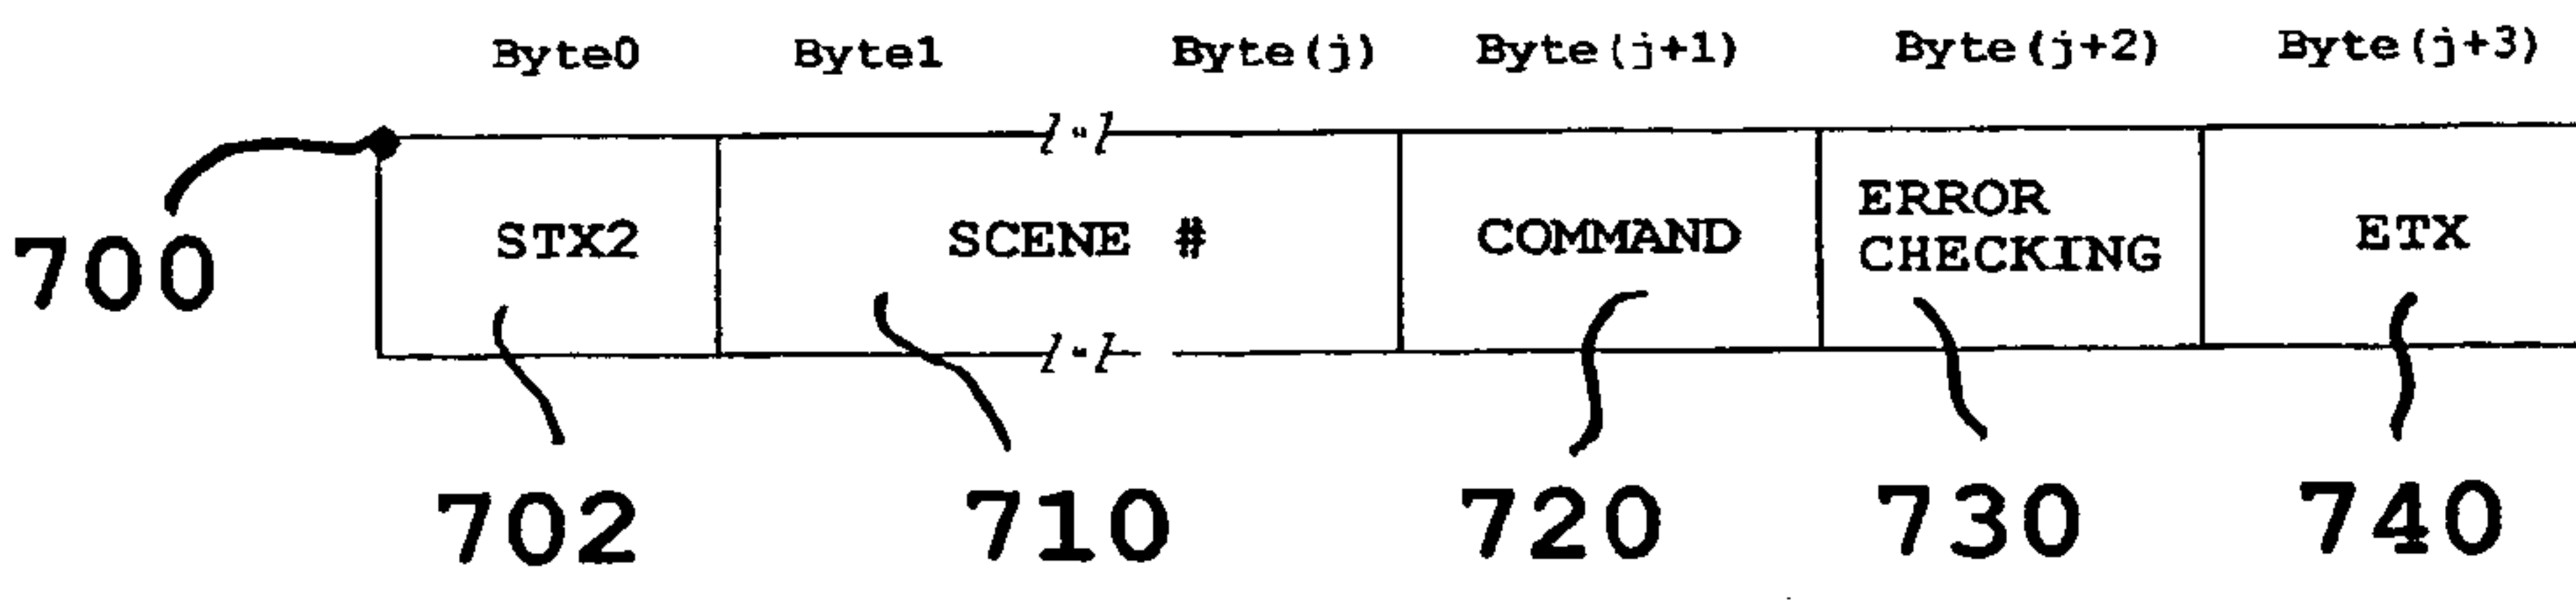 Byte0 Byte1 Byte(j) Byte(j+1) Byte(j+2) Byte(j+3)
STX2 SCENE # COMMAND ERROR CHECKING ETX
700
702 710 720 730 740